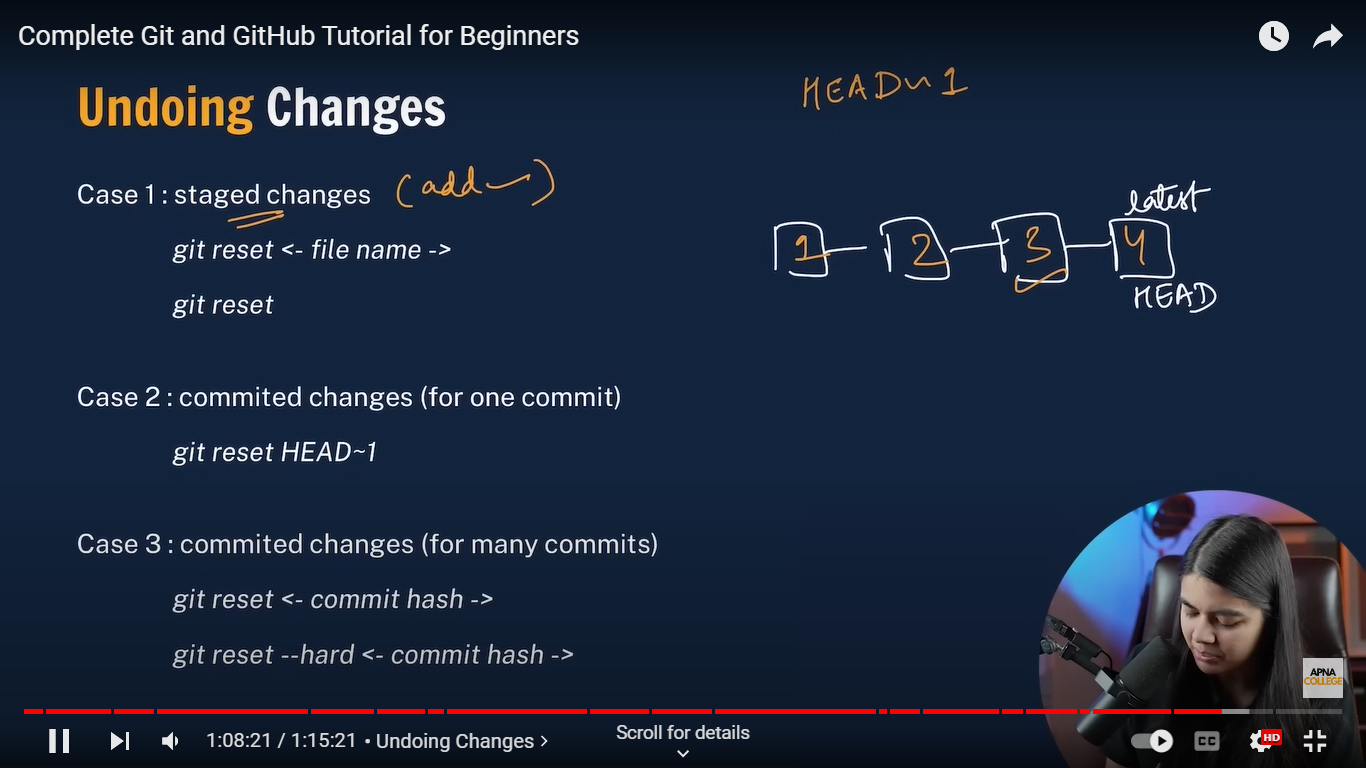 Complete Git and GitHub Tutorial for Beginners
HEAD~1
Undoing Changes
Case 1 : staged changes (add —)
git reset <- file name ->
git reset
latest
1 2 3 4
HEAD
Case 2 : commited changes (for one commit)
git reset HEAD~1
Case 3 : commited changes (for many commits)
git reset <- commit hash ->
git reset --hard <- commit hash ->
APNA
COLLEGE
1:08:21 / 1:15:21 • Undoing Changes >
Scroll for details
CC
HD